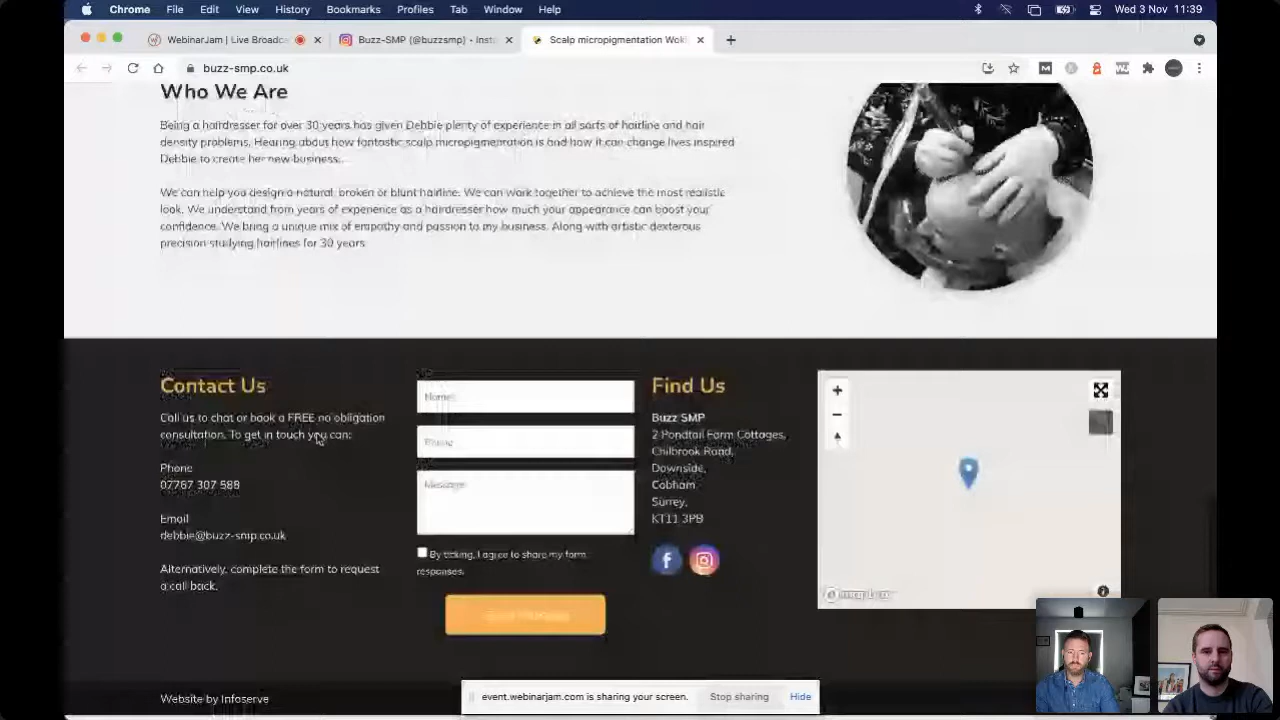 Chrome File Edit View History Bookmarks Profiles Tab Window Help Wed 3 Nov 11:39
WebinarJam | Live Broadca Buzz-SMP (@buzzsmp) • Inst Scalp micropigmentation Wok
buzz-smp.co.uk
Who We Are
Being a hairdresser for over 30 years has given Debbie plenty of experience in all sorts of hairline and hair
density problems. Hearing about how fantastic scalp micropigmentation is and how it can change lives inspired
Debbie to create her new business.
We can help you design a natural, broken or blunt hairline. We can work together to achieve the most realistic
look. We understand from years of experience as a hairdresser how much your appearance can boost your
confidence. We bring a unique mix of empathy and passion to my business. Along with artistic dexterous
precision studying hairlines for 30 years
Contact Us
Call us to chat or book a FREE no obligation
consultation. To get in touch you can:
Phone
07767 307 588
Email
debbie@buzz-smp.co.uk
Alternatively, complete the form to request
a call back.
Name
Phone
Message
By ticking, I agree to share my form
responses.
Find Us
Buzz SMP
2 Pondtail Farm Cottages,
Chilbrook Road,
Downside,
Cobham
Surrey,
KT11 3PB
mapbox
Website by Infoserve
event.webinarjam.com is sharing your screen. Stop sharing Hide